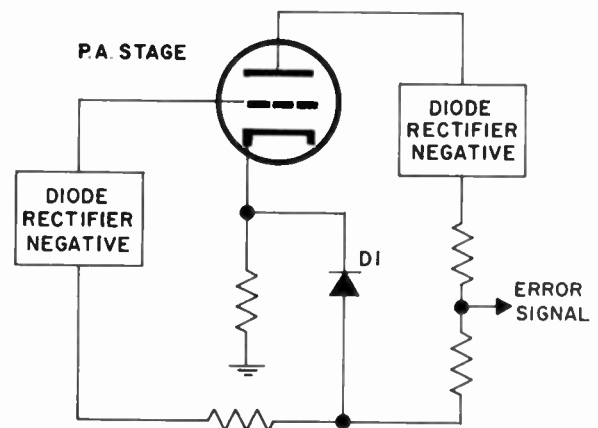 P.A. STAGE
DIODE
RECTIFIER
NEGATIVE
DIODE
RECTIFIER
NEGATIVE
D1
ERROR
SIGNAL